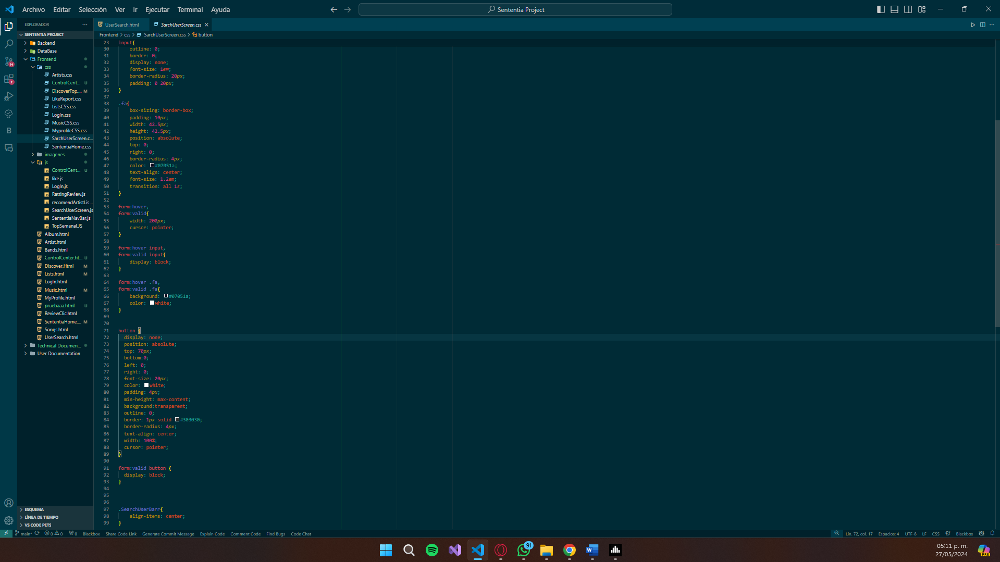 Archivo Editar Selección Ver Ir Ejecutar Terminal Ayuda
Sententia Project
EXPLORADOR
SENTENTIA PROJECT
Backend
DataBase
Frontend
css
Artists.css
ControlCent... U
DiscoverTop.... M
LikeReport.css
ListsCSS.css
LogIn.css
MusicCSS.css
MyprofileCSS.css
SarchUserScreen.c...
SententiaHome.css
imagenes
js
ControlCent... U
like.js
LogIn.js
RattingReview.js
recomendArtistLis...
SearchUserScreen.js
SententiaNavBar.js
TopSemanal.JS
Album.html
Artist.html
Bands.html
ControlCenter.ht... U
Discover.Html M
Lists.html M
LogIn.html
Music.html M
MyProfile.html
pruebaaa.html U
ReviewClic.html
SententiaHome.... M
Songs.html
UserSearch.html
Technical Documen...
User Documentation
ESQUEMA
LÍNEA DE TIEMPO
VS CODE PETS
14
2
B
UserSearch.html SarchUserScreen.css
Frontend > css > SarchUserScreen.css > button
23 input{
30 outline: 0;
31 border: 0;
32 display: none;
33 font-size: 1em;
34 border-radius: 20px;
35 padding: 0 20px;
36 }
37
38 .fa{
39 box-sizing: border-box;
40 padding: 10px;
41 width: 42.5px;
42 height: 42.5px;
43 position: absolute;
44 top: 0;
45 right: 0;
46 border-radius: 4px;
47 color: #07051a;
48 text-align: center;
49 font-size: 1.2em;
50 transition: all 1s;
51 }
52
53 form:hover,
54 form:valid{
55 width: 200px;
56 cursor: pointer;
57 }
58
59 form:hover input,
60 form:valid input{
61 display: block;
62 }
63
64 form:hover .fa,
65 form:valid .fa{
66 background: #07051a;
67 color: white;
68 }
69
70
71 button {
72 display: none;
73 position: absolute;
74 top: 70px;
75 bottom:0;
76 left: 0;
77 right: 0;
78 font-size: 20px;
79 color: white;
80 padding: 4px;
81 min-height: max-content;
82 background:transparent;
83 outline: 0;
84 border: 1px solid #303030;
85 border-radius: 4px;
86 text-align: center;
87 width: 100%;
88 cursor: pointer;
89 }
90
91 form:valid button {
92 display: block;
93 }
94
95
96
97 .SearchUserBarr{
98 align-items: center;
99 }
main* 0 0 0 Blackbox Share Code Link Generate Commit Message Explain Code Comment Code Find Bugs Code Chat
Lín. 72, col. 17 Espacios: 4 UTF-8 LF CSS Blackbox
91
05:11 p. m.
27/05/2024
PRE